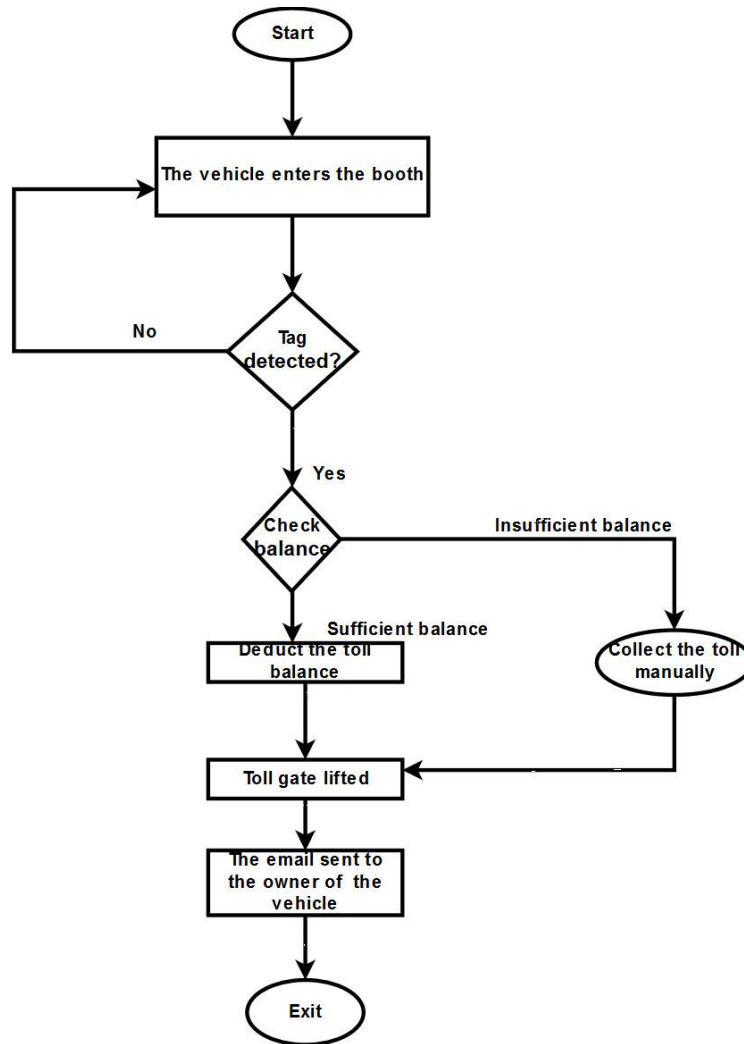 Start
The vehicle enters the booth
No
Tag
detected?
Yes
Check
balance
Insufficient balance
Sufficient balance
Deduct the toll
balance
Collect the toll
manually
Toll gate lifted
The email sent to
the owner of the
vehicle
Exit